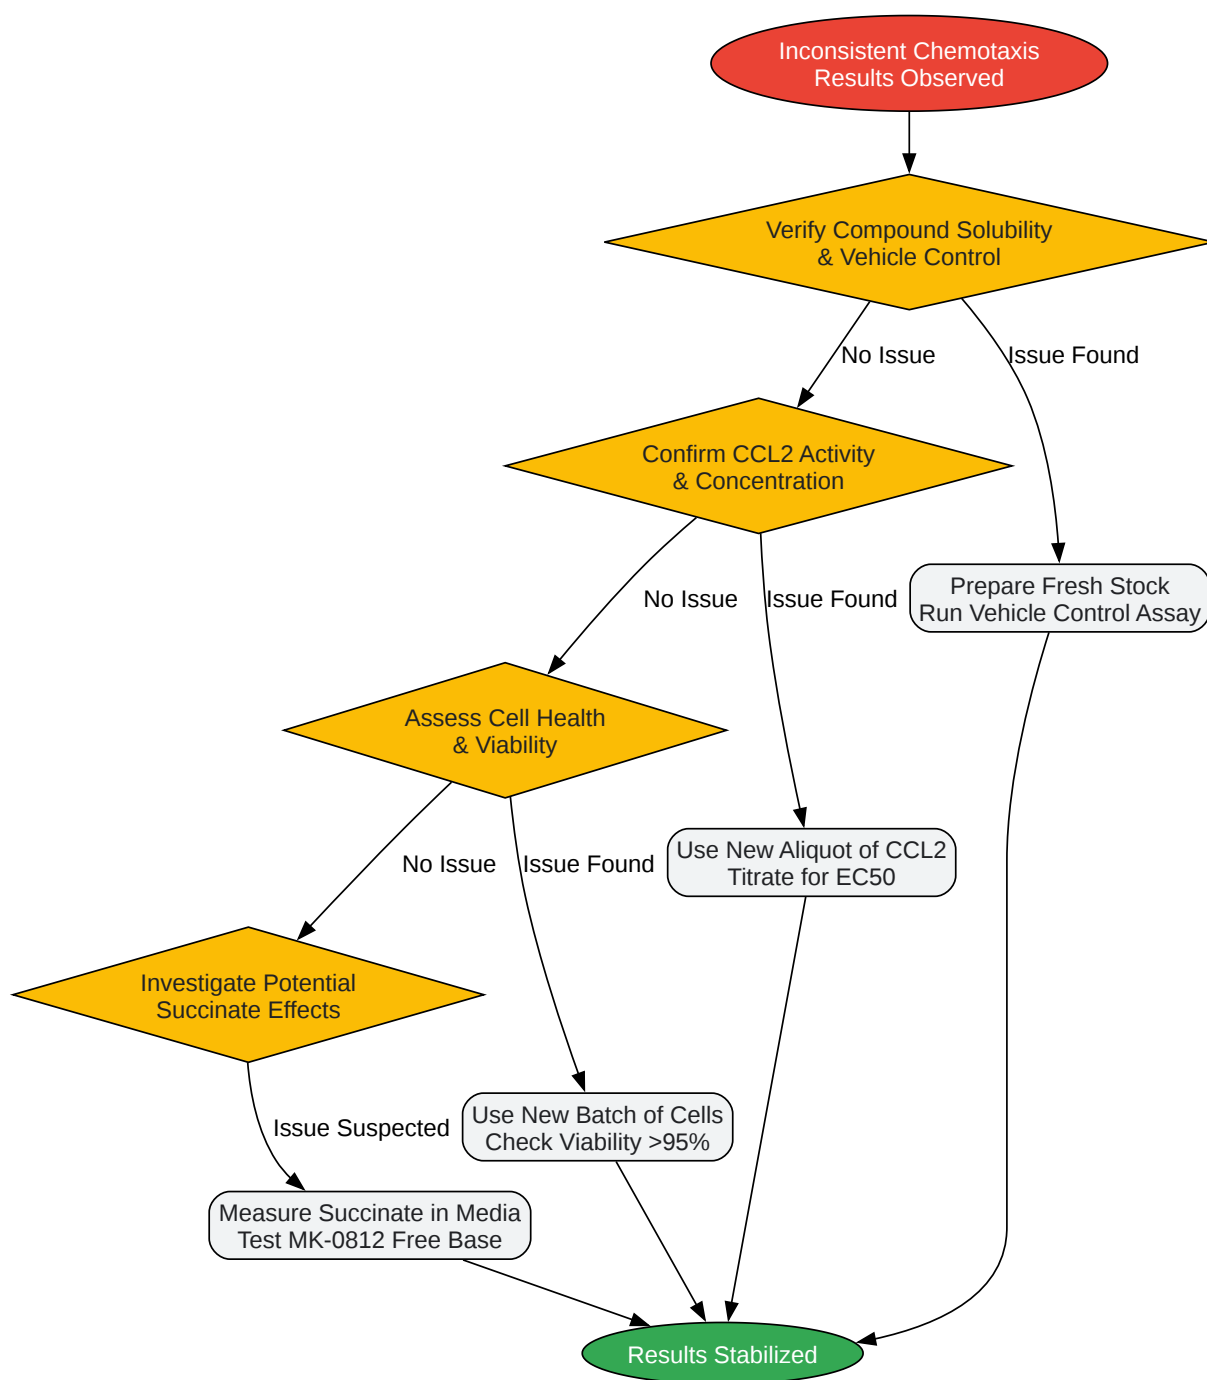 Inconsistent Chemotaxis
Results Observed
Verify Compound Solubility
& Vehicle Control
No Issue
Issue Found
Confirm CCL2 Activity
& Concentration
No Issue
Issue Found
Prepare Fresh Stock
Run Vehicle Control Assay
Assess Cell Health
& Viability
No Issue
Issue Found
Use New Aliquot of CCL2
Titrate for EC50
Investigate Potential
Succinate Effects
Issue Suspected
Use New Batch of Cells
Check Viability >95%
Measure Succinate in Media
Test MK-0812 Free Base
Results Stabilized